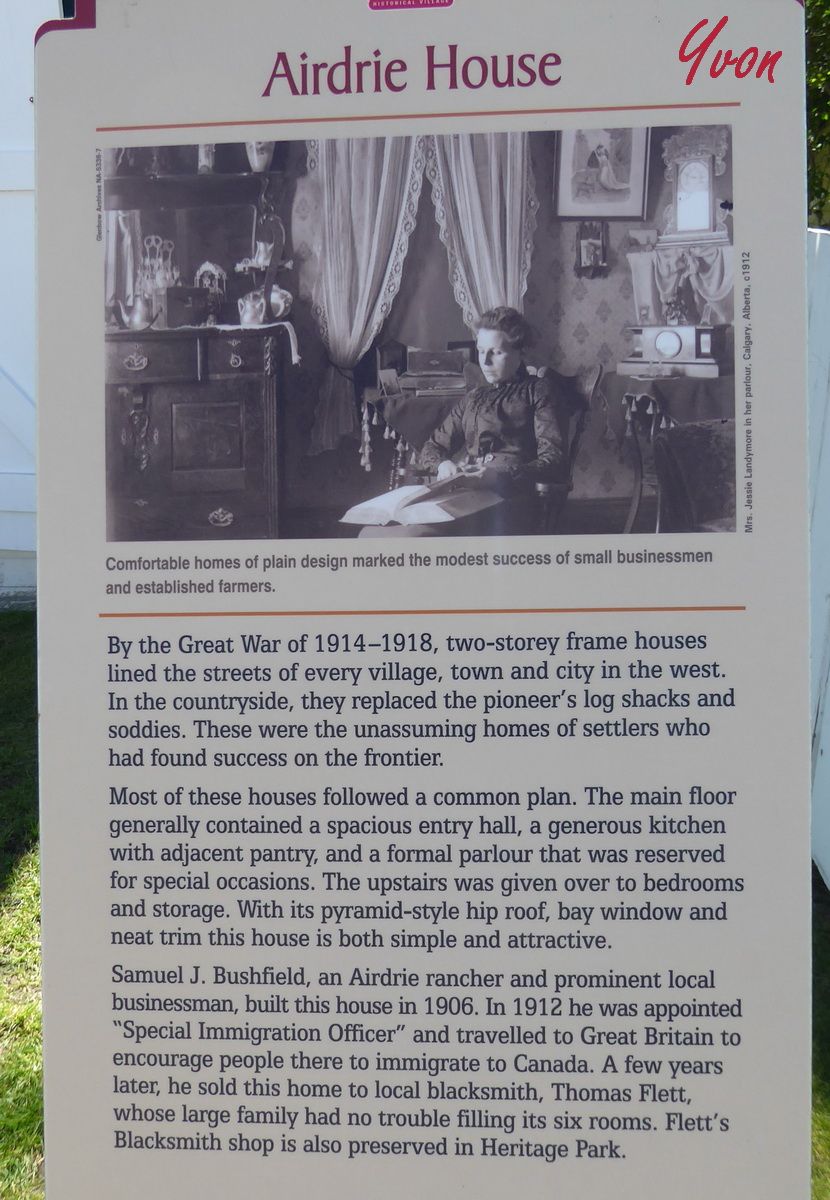 HISTORICAL VILLAGE
Airdrie House
Yvon
Glenbow Archives NA-5336-7
Mrs. Jessie Landymore in her parlour, Calgary, Alberta, c1912
Comfortable homes of plain design marked the modest success of small businessmen
and established farmers.
By the Great War of 1914–1918, two-storey frame houses
lined the streets of every village, town and city in the west.
In the countryside, they replaced the pioneer's log shacks and
soddies. These were the unassuming homes of settlers who
had found success on the frontier.
Most of these houses followed a common plan. The main floor
generally contained a spacious entry hall, a generous kitchen
with adjacent pantry, and a formal parlour that was reserved
for special occasions. The upstairs was given over to bedrooms
and storage. With its pyramid-style hip roof, bay window and
neat trim this house is both simple and attractive.
Samuel J. Bushfield, an Airdrie rancher and prominent local
businessman, built this house in 1906. In 1912 he was appointed
"Special Immigration Officer" and travelled to Great Britain to
encourage people there to immigrate to Canada. A few years
later, he sold this home to local blacksmith, Thomas Flett,
whose large family had no trouble filling its six rooms. Flett's
Blacksmith shop is also preserved in Heritage Park.